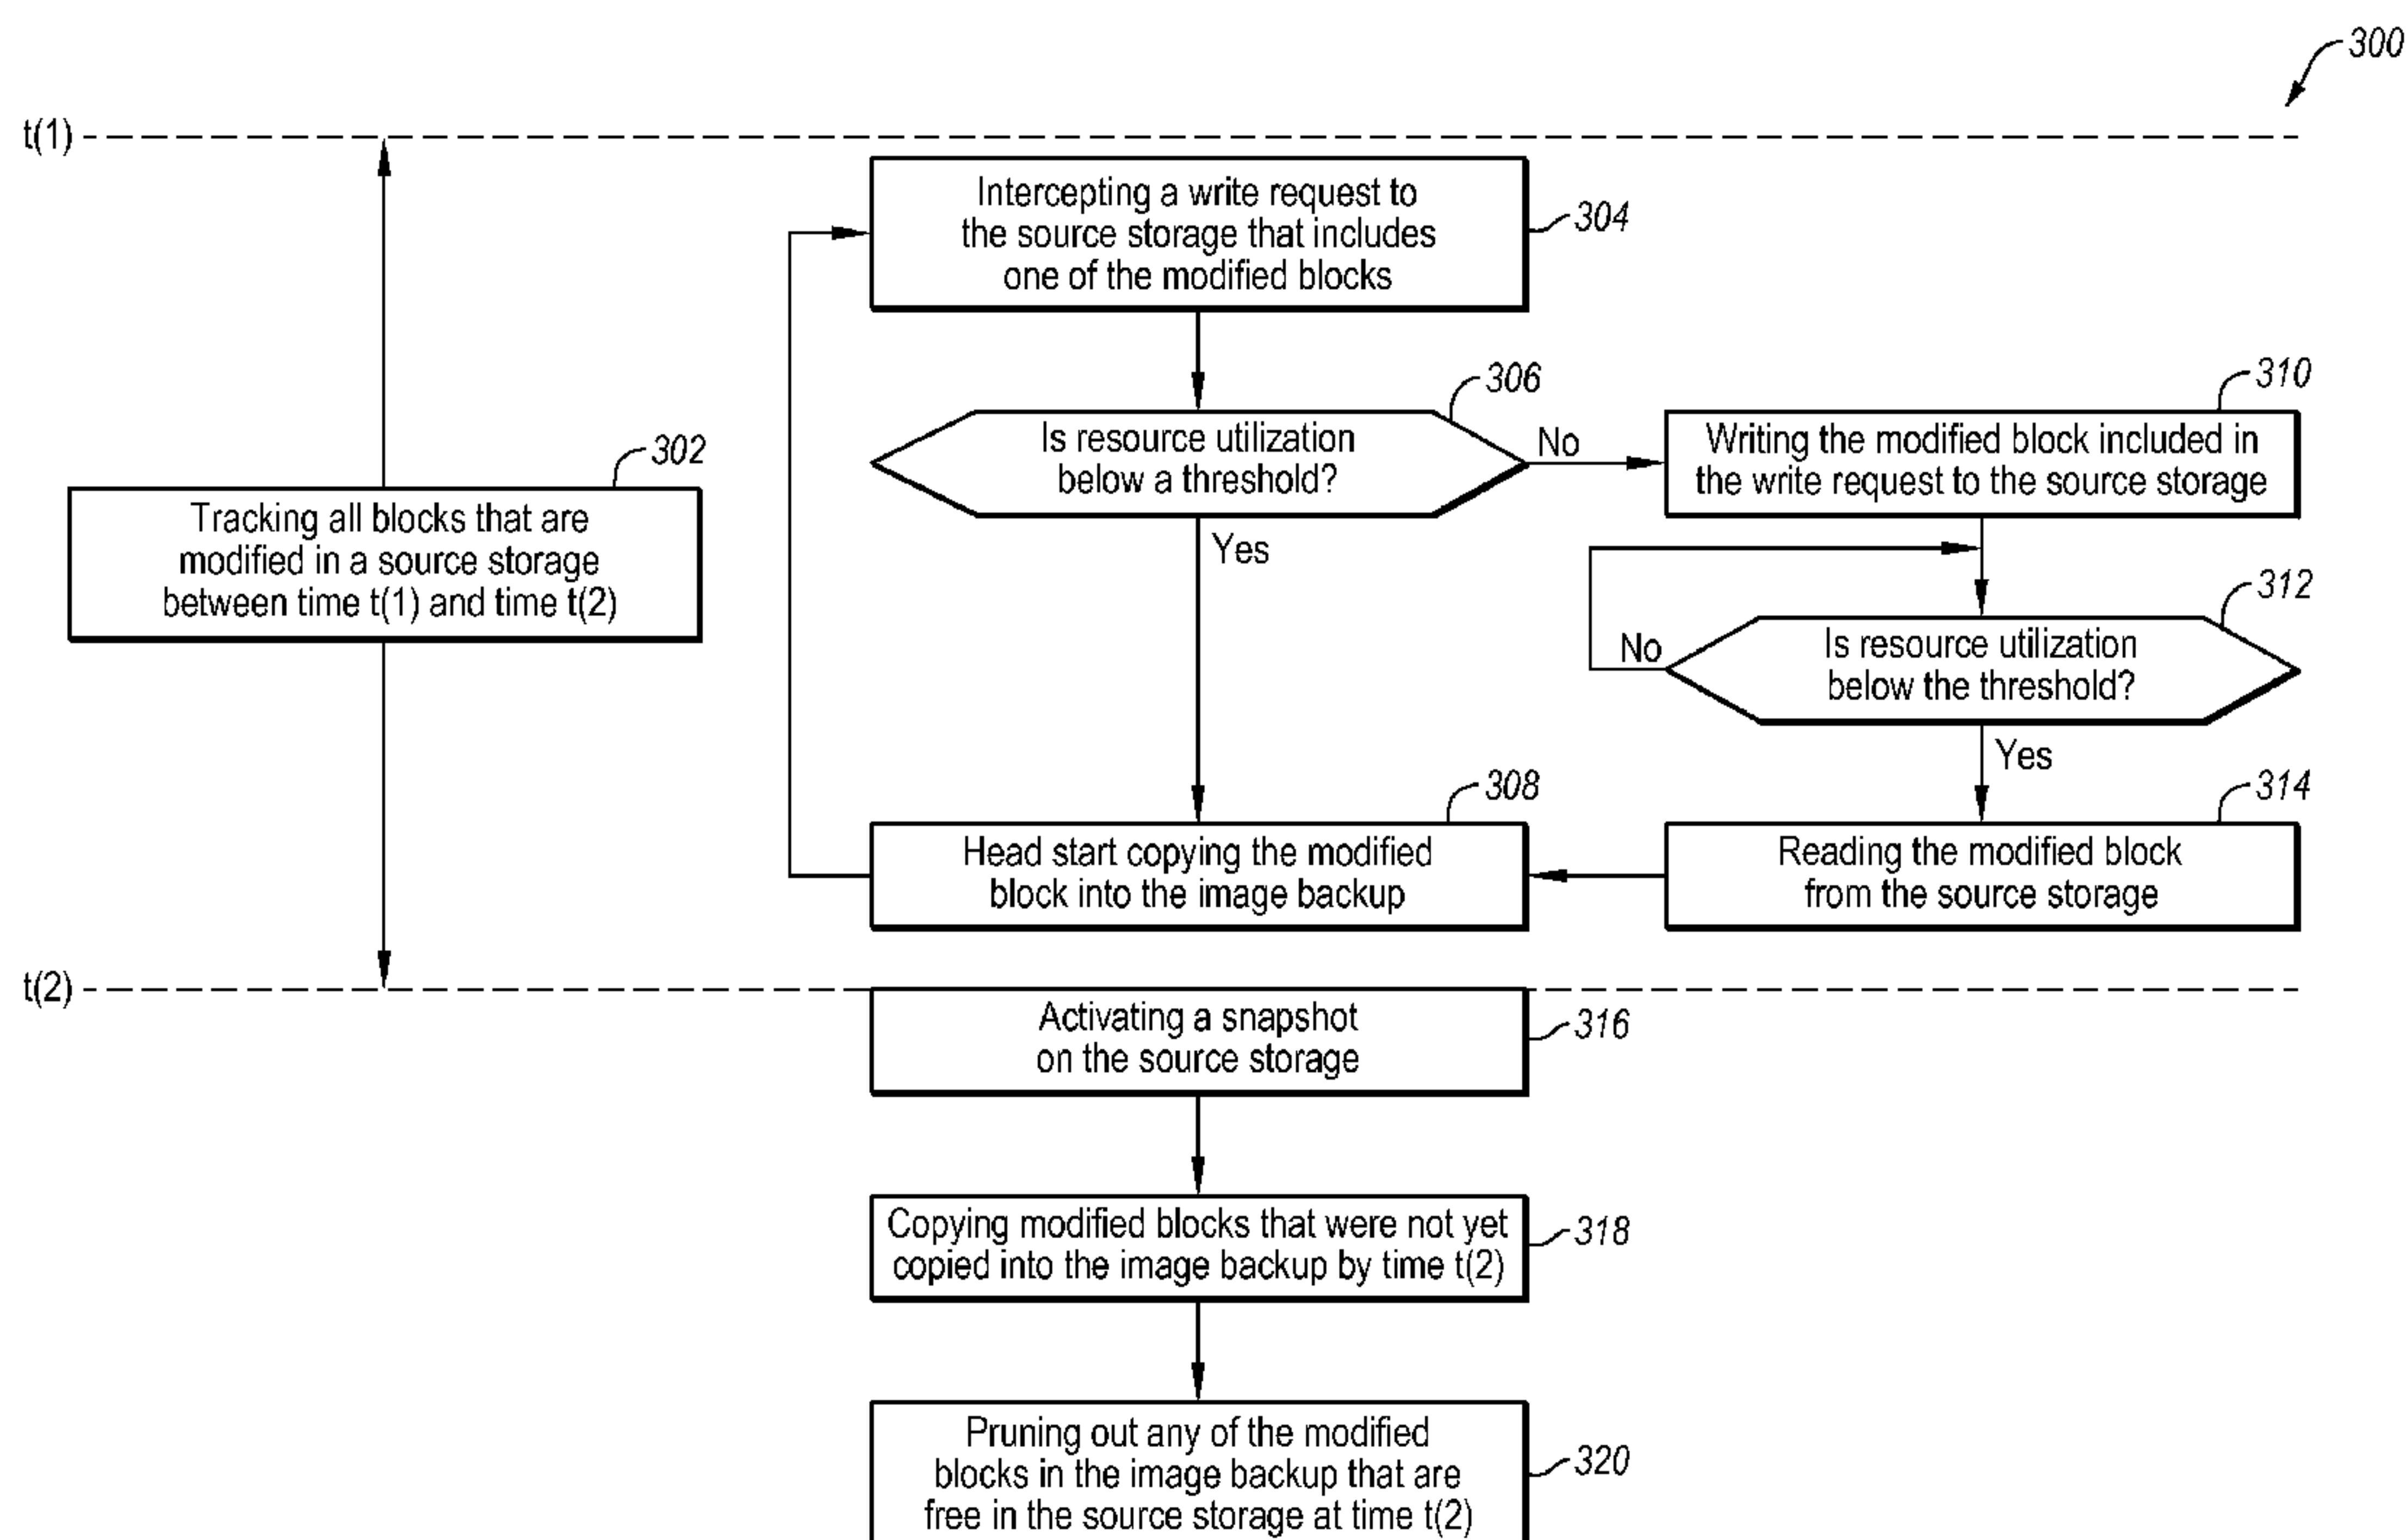 300
t(1)
Intercepting a write request to
the source storage that includes
one of the modified blocks
304
306
Is resource utilization
below a threshold?
No
Yes
310
Writing the modified block included in
the write request to the source storage
302
Tracking all blocks that are
modified in a source storage
between time t(1) and time t(2)
312
Is resource utilization
below the threshold?
No
Yes
308
Head start copying the modified
block into the image backup
314
Reading the modified block
from the source storage
t(2)
Activating a snapshot
on the source storage
316
Copying modified blocks that were not yet
copied into the image backup by time t(2)
318
Pruning out any of the modified
blocks in the image backup that are
free in the source storage at time t(2)
320